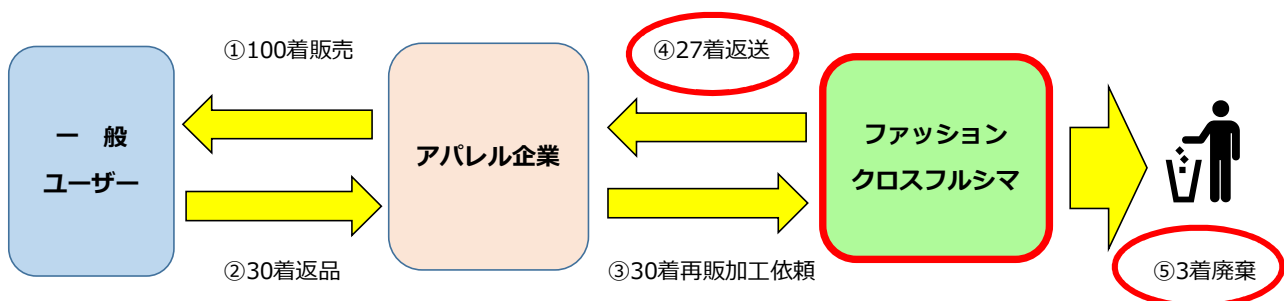 ①100着販売
④27着返送
一　般
ユーザー
アパレル企業
ファッション
クロスフルシマ
②30着返品
③30着再販加工依頼
⑤3着廃棄